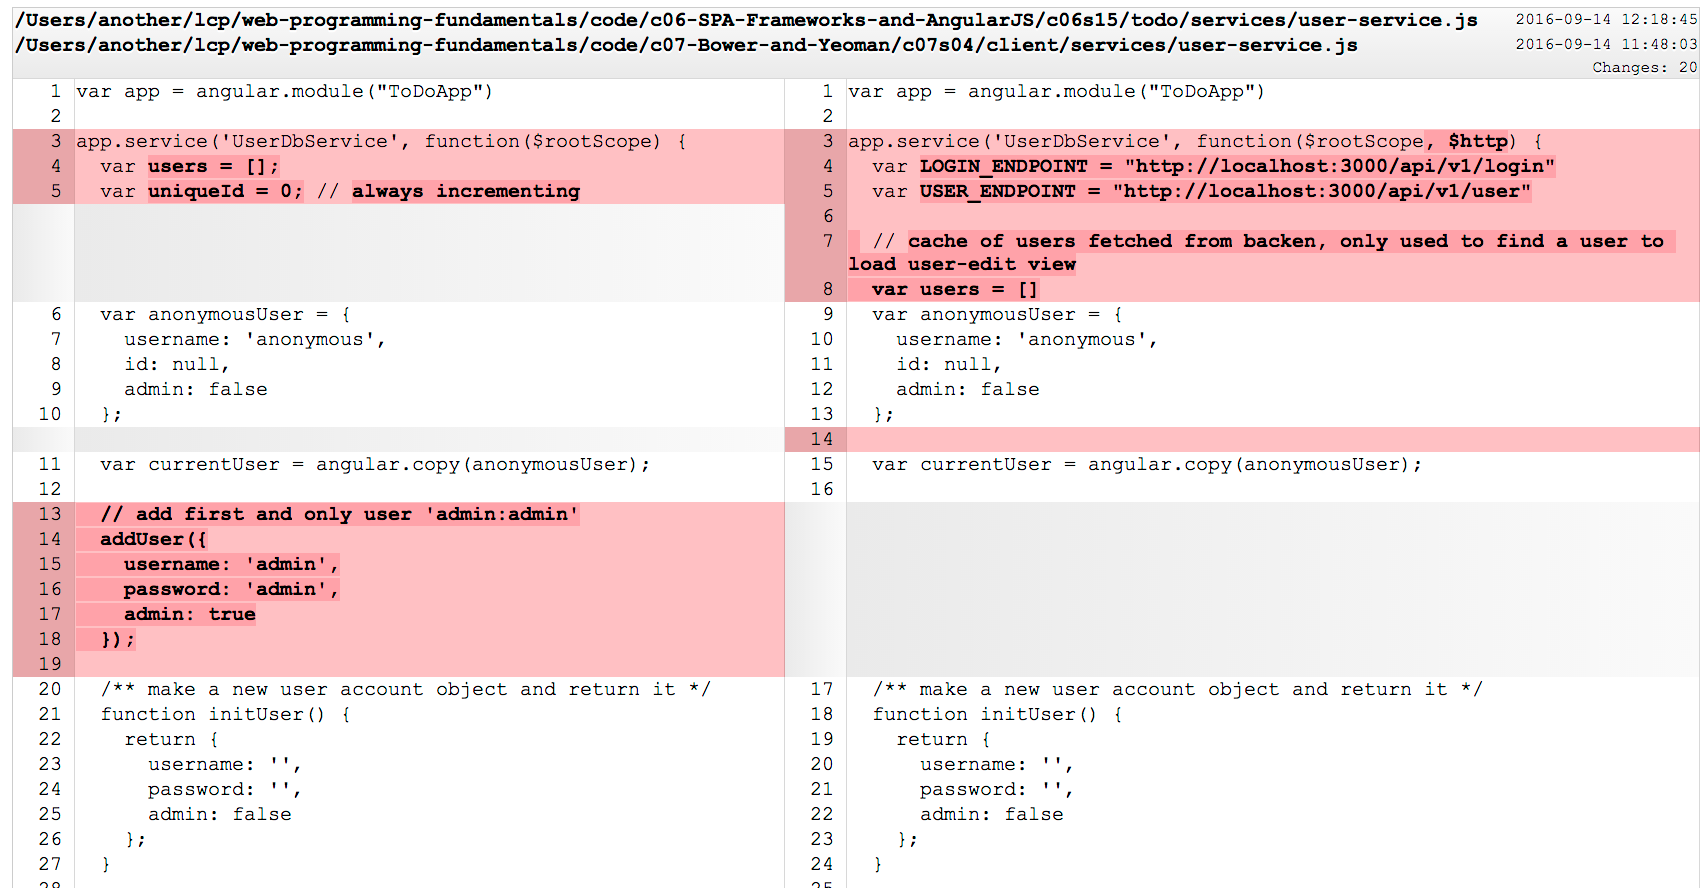 /Users/another/lcp/web-programming-fundamentals/code/c06-SPA-Frameworks-and-AngularJS/c06s15/todo/services/user-service.js 2016-09-14 12:18:45
/Users/another/lcp/web-programming-fundamentals/code/c07-Bower-and-Yeoman/c07s04/client/services/user-service.js 2016-09-14 11:48:03
Changes: 20
1 var app = angular.module("ToDoApp")
2
3 app.service('UserDbService', function($rootScope) {
4   var users = [];
5   var uniqueId = 0; // always incrementing
6   var anonymousUser = {
7     username: 'anonymous',
8     id: null,
9     admin: false
10   };
11   var currentUser = angular.copy(anonymousUser);
12
13   // add first and only user 'admin:admin'
14   addUser({
15     username: 'admin',
16     password: 'admin',
17     admin: true
18   });
19
20   /** make a new user account object and return it */
21   function initUser() {
22     return {
23       username: '',
24       password: '',
25       admin: false
26     };
27   }
28
1 var app = angular.module("ToDoApp")
2
3 app.service('UserDbService', function($rootScope, $http) {
4   var LOGIN_ENDPOINT = "http://localhost:3000/api/v1/login"
5   var USER_ENDPOINT = "http://localhost:3000/api/v1/user"
6
7   // cache of users fetched from backen, only used to find a user to
load user-edit view
8   var users = []
9   var anonymousUser = {
10     username: 'anonymous',
11     id: null,
12     admin: false
13   };
14
15   var currentUser = angular.copy(anonymousUser);
16
17   /** make a new user account object and return it */
18   function initUser() {
19     return {
20       username: '',
21       password: '',
22       admin: false
23     };
24   }
25